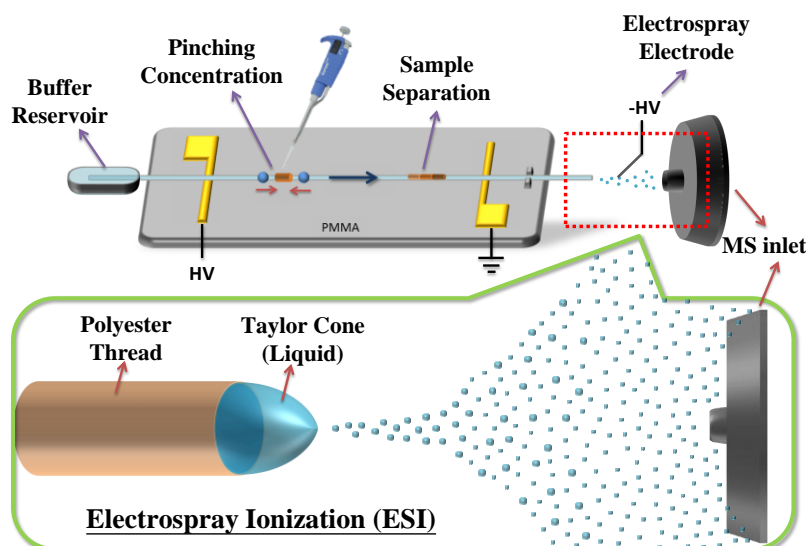 Electrospray
Electrode
Pinching
Concentration
Sample
Separation
Buffer
Reservoir
-HV
PMMA
HV
MS inlet
Polyester
Thread
Taylor Cone
(Liquid)
Electrospray Ionization (ESI)